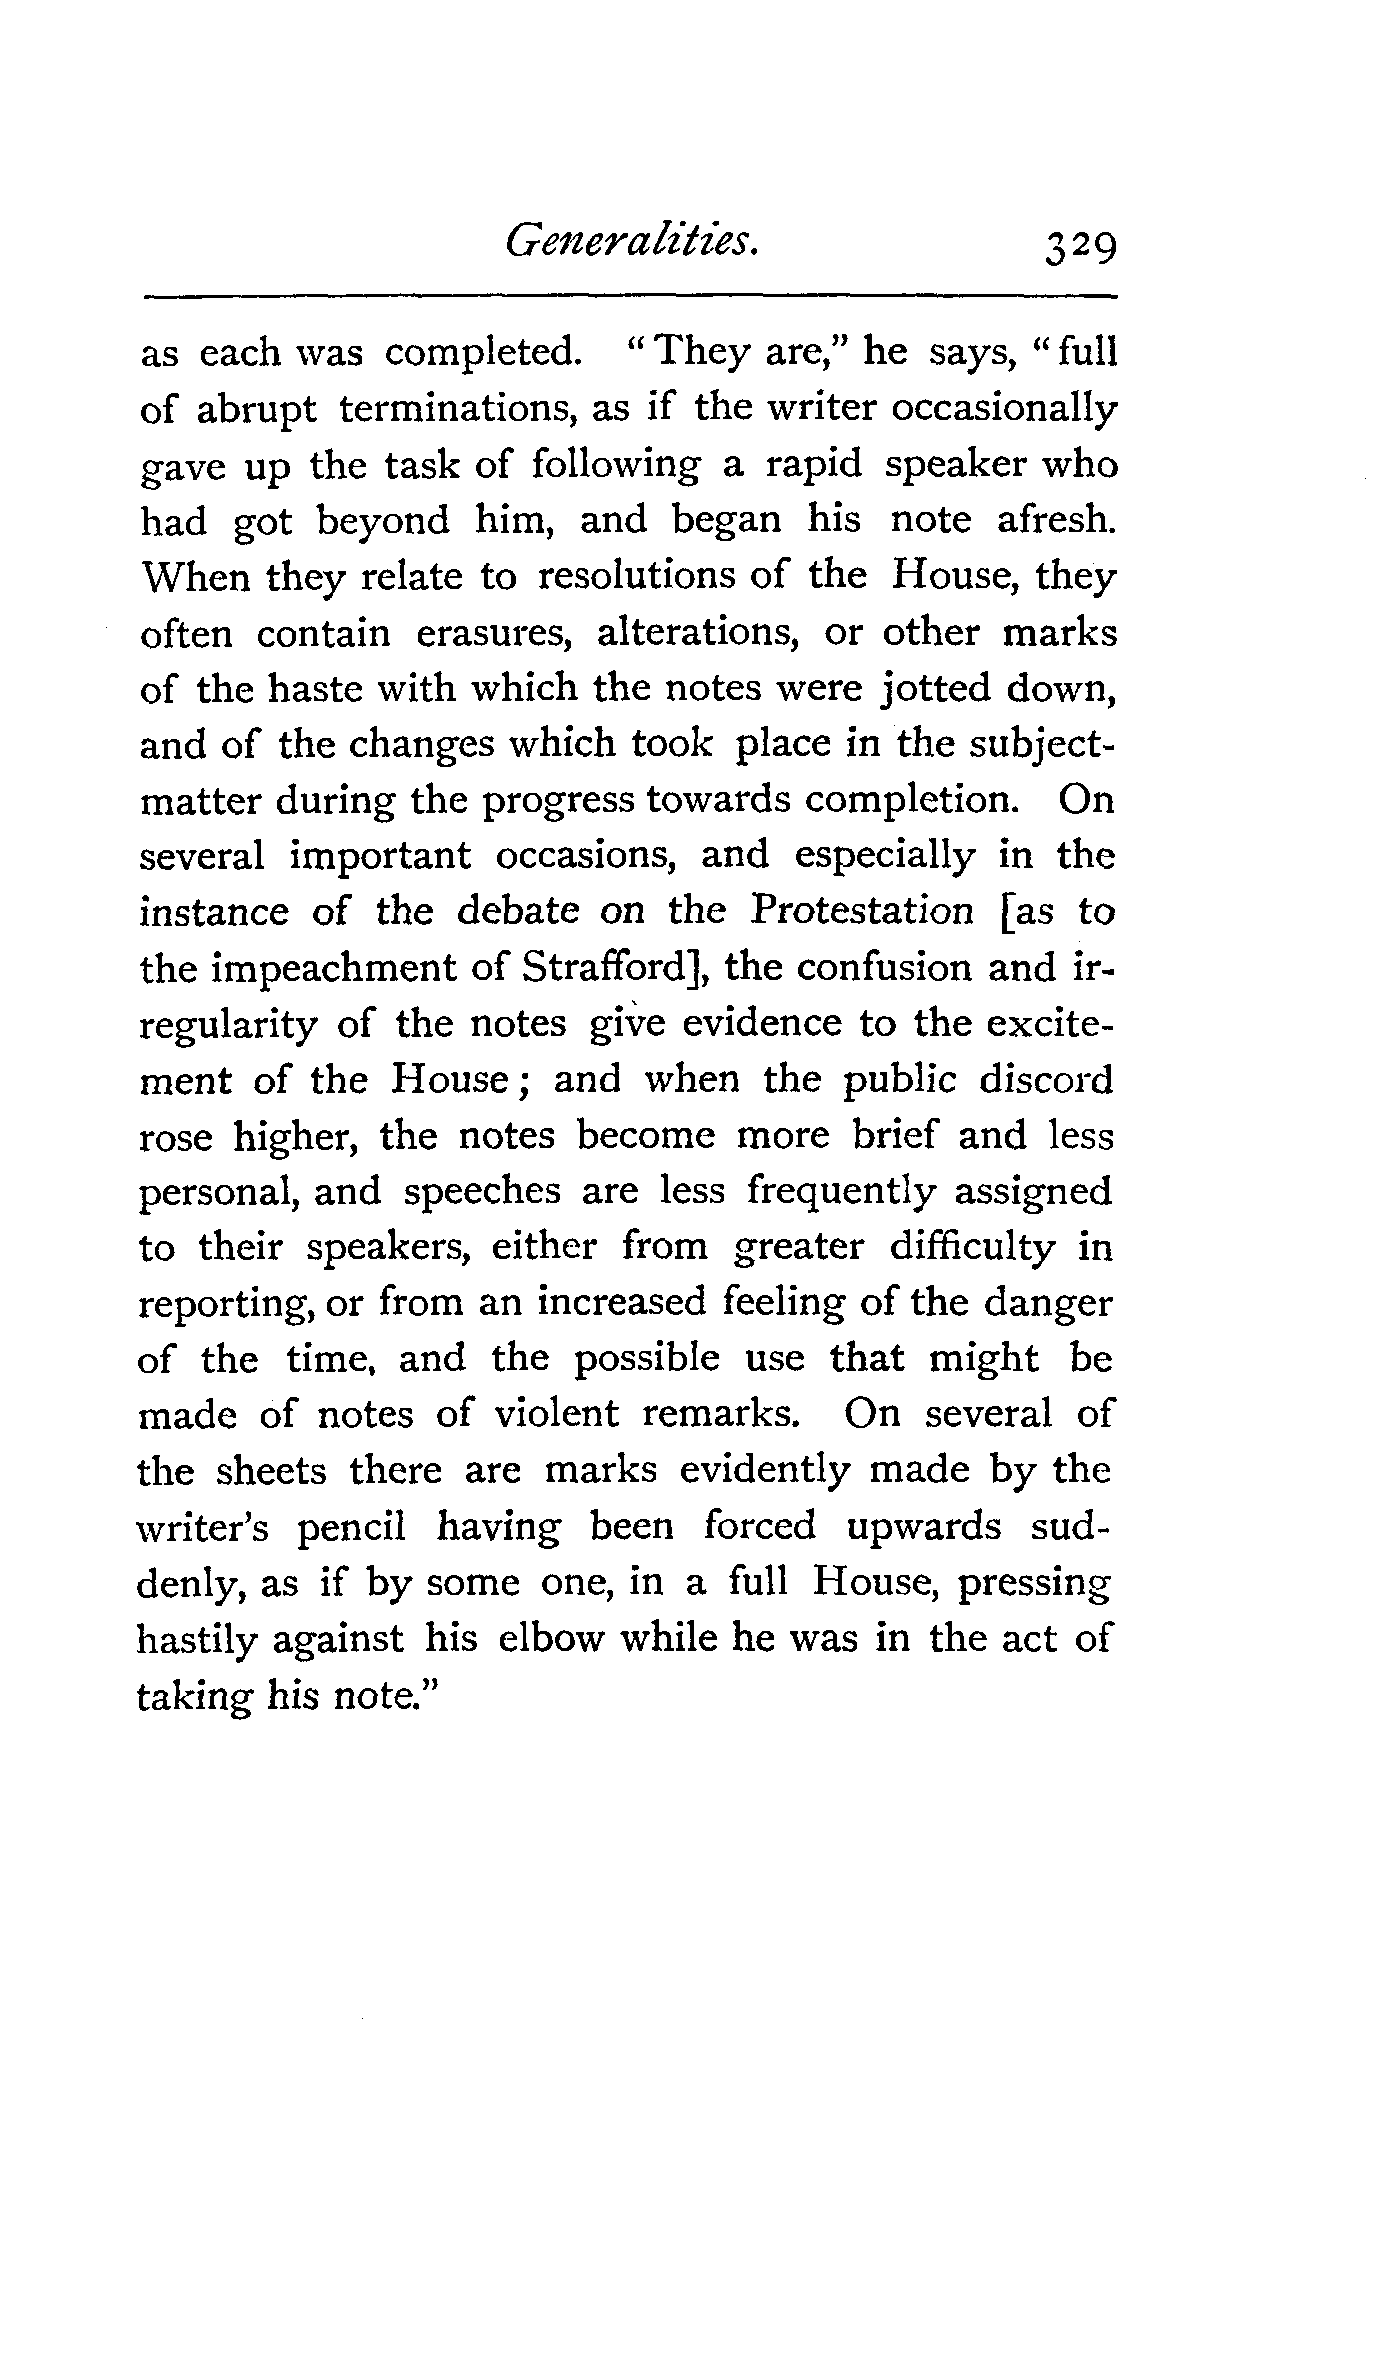 Generalities. 329
as each was completed. “They are,” he says, “full
of abrupt terminations, as if the writer occasionally
gave up the task of following a rapid speaker who
had got beyond him, and began his note afresh.
When they relate to resolutions of the House, they
often contain erasures, alterations, or other marks
of the haste with which the notes were jotted down,
and of the changes which took place in the subject-
matter during the progress towards completion. On
several important occasions, and especially in the
instance of the debate on the Protestation [as to
the impeachment of Strafford], the confusion and ir-
regularity of the notes give evidence to the excite-
ment of the House; and when the public discord
rose higher, the notes become more brief and less
personal, and speeches are less frequently assigned
to their speakers, either from greater difficulty in
reporting, or from an increased feeling of the danger
of the time, and the possible use that might be
made of notes of violent remarks. On several of
the sheets there are marks evidently made by the
writer’s pencil having been forced upwards sud-
denly, as if by some one, in a full House, pressing
hastily against his elbow while he was in the act of
taking his note.”